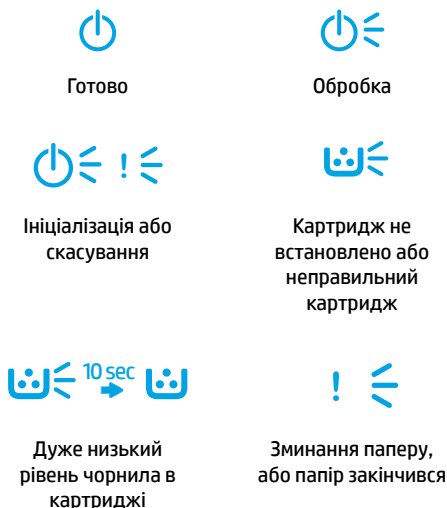 Готово
Обробка
!
Ініціалізація або
скасування
Картридж не
встановлено або
неправильний
картридж
10 sec
!
Дуже низький
рівень чорнила в
картриджі
Зминання паперу,
або папір закінчився